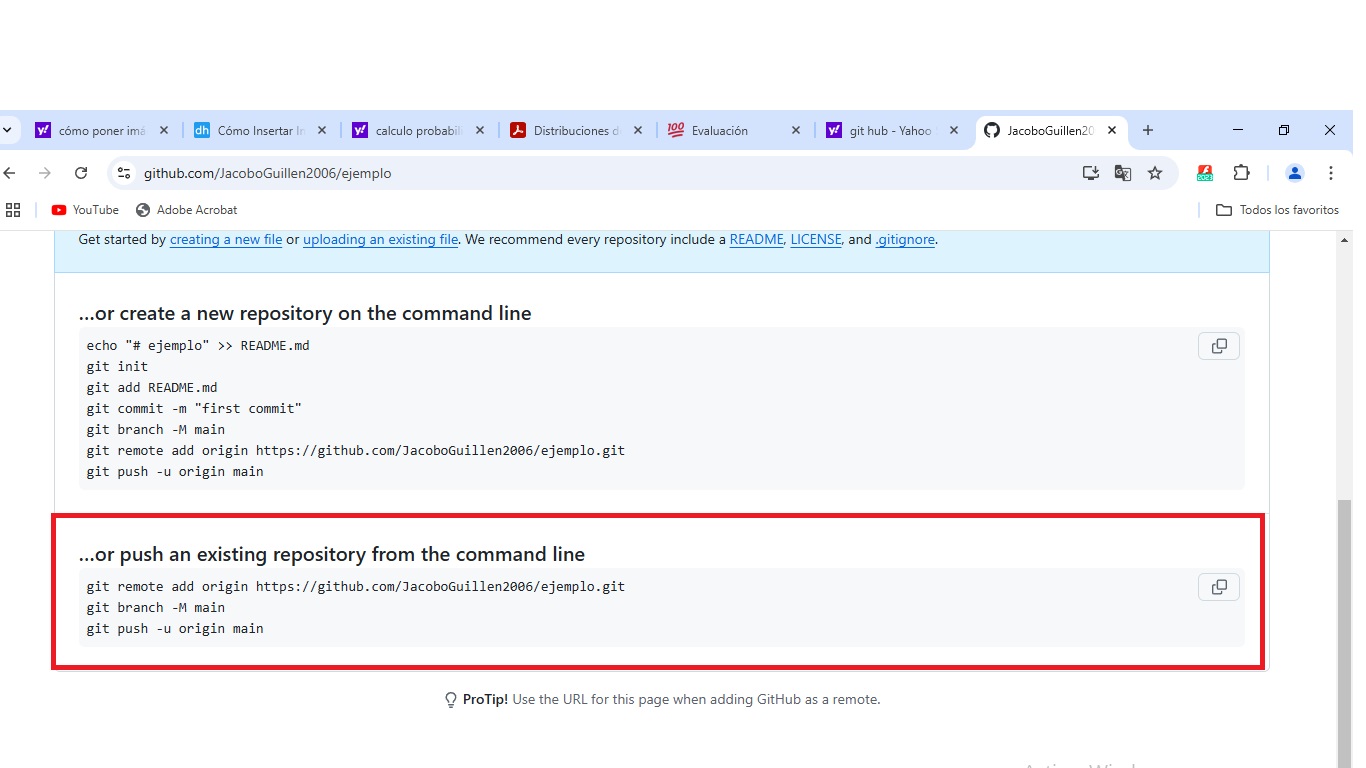 cómo poner imá
Cómo Insertar In
calculo probabil
Distribuciones d
Evaluación
git hub - Yahoo
JacoboGuillen20
github.com/JacoboGuillen2006/ejemplo
YouTube
Adobe Acrobat
Todos los favoritos
Get started by creating a new file or uploading an existing file. We recommend every repository include a README, LICENSE, and .gitignore.
…or create a new repository on the command line
echo "# ejemplo" >> README.md
git init
git add README.md
git commit -m "first commit"
git branch -M main
git remote add origin https://github.com/JacoboGuillen2006/ejemplo.git
git push -u origin main
…or push an existing repository from the command line
git remote add origin https://github.com/JacoboGuillen2006/ejemplo.git
git branch -M main
git push -u origin main
ProTip! Use the URL for this page when adding GitHub as a remote.